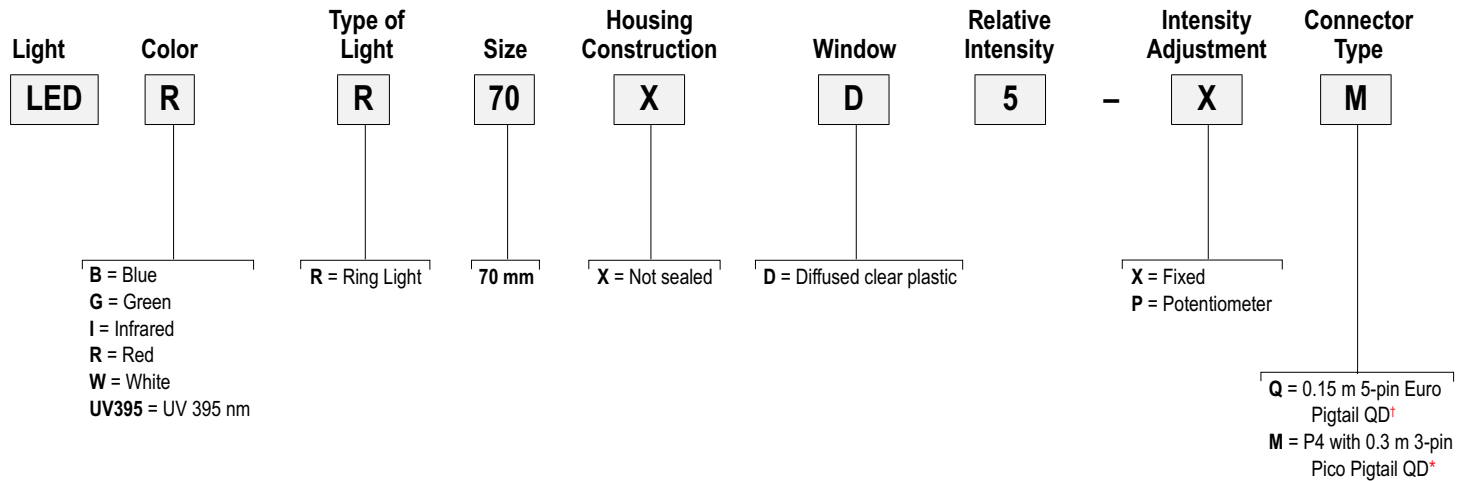 Light Color Type of Light Size Housing Construction Window Relative Intensity Intensity Adjustment Connector Type
LED R R 70 X D 5 – X M
B = Blue
G = Green
I = Infrared
R = Red
W = White
UV395 = UV 395 nm
R = Ring Light
70 mm
X = Not sealed
D = Diffused clear plastic
X = Fixed
P = Potentiometer
Q = 0.15 m 5-pin Euro
Pigtail QD†
M = P4 with 0.3 m 3-pin
Pico Pigtail QD*